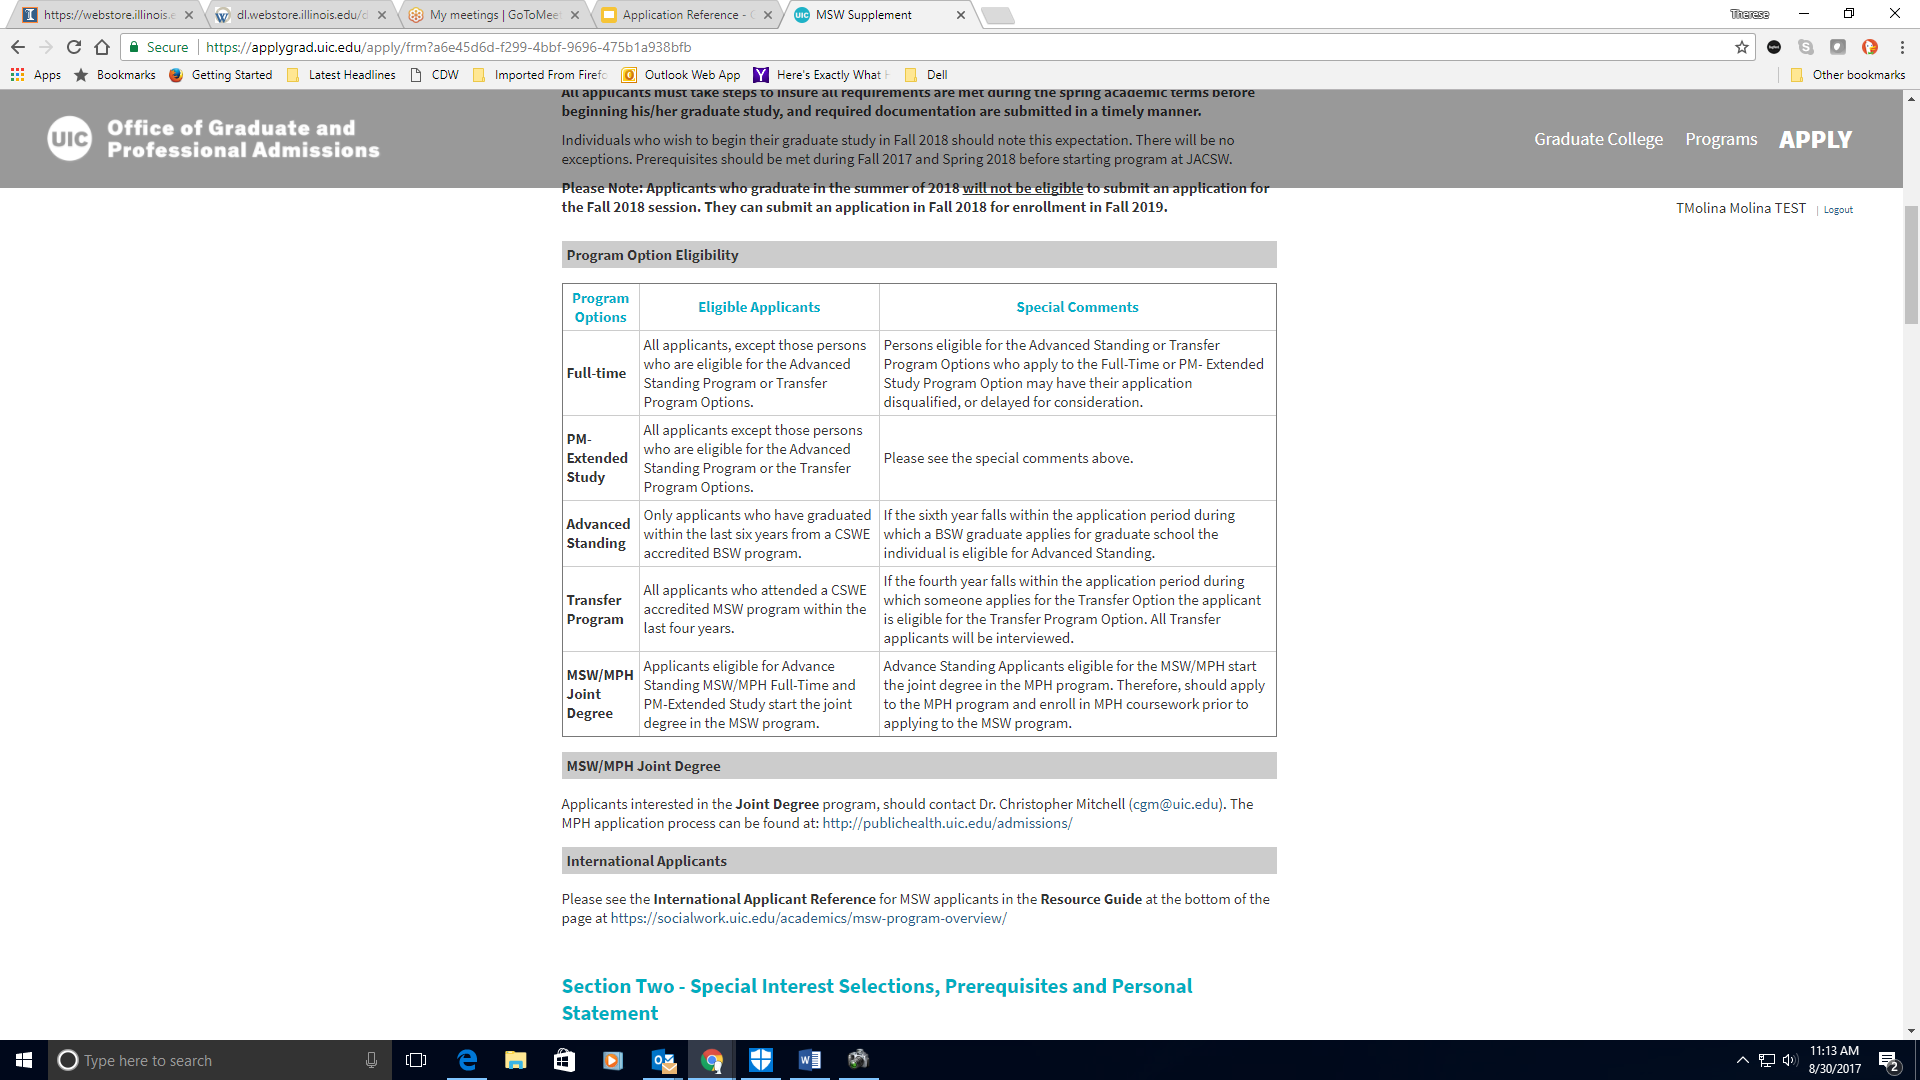 https://webstore.illinois.e
dl.webstore.illinois.edu/d
My meetings | GoToMee
Application Reference -
MSW Supplement
Therese
Secure
https://applygrad.uic.edu/apply/frm?a6e45d6d-f299-4bbf-9696-475b1a938bfb
Apps
Bookmarks
Getting Started
Latest Headlines
CDW
Imported From Firefo
Outlook Web App
Here's Exactly What
Dell
Other bookmarks
All applicants must take steps to insure all requirements are met during the spring academic terms before
beginning his/her graduate study, and required documentation are submitted in a timely manner.
UIC
Office of Graduate and
Professional Admissions
Graduate College
Programs
APPLY
Individuals who wish to begin their graduate study in Fall 2018 should note this expectation. There will be no
exceptions. Prerequisites should be met during Fall 2017 and Spring 2018 before starting program at JACSW.
Please Note: Applicants who graduate in the summer of 2018 will not be eligible to submit an application for
the Fall 2018 session. They can submit an application in Fall 2018 for enrollment in Fall 2019.
TMolina Molina TEST | Logout
Program Option Eligibility
Program
Options
Eligible Applicants
Special Comments
Full-time
All applicants, except those persons
who are eligible for the Advanced
Standing Program or Transfer
Program Options.
Persons eligible for the Advanced Standing or Transfer
Program Options who apply to the Full-Time or PM- Extended
Study Program Option may have their application
disqualified, or delayed for consideration.
PM-
Extended
Study
All applicants except those persons
who are eligible for the Advanced
Standing Program or the Transfer
Program Options.
Please see the special comments above.
Advanced
Standing
Only applicants who have graduated
within the last six years from a CSWE
accredited BSW program.
If the sixth year falls within the application period during
which a BSW graduate applies for graduate school the
individual is eligible for Advanced Standing.
Transfer
Program
All applicants who attended a CSWE
accredited MSW program within the
last four years.
If the fourth year falls within the application period during
which someone applies for the Transfer Option the applicant
is eligible for the Transfer Program Option. All Transfer
applicants will be interviewed.
MSW/MPH
Joint
Degree
Applicants eligible for Advance
Standing MSW/MPH Full-Time and
PM-Extended Study start the joint
degree in the MSW program.
Advance Standing Applicants eligible for the MSW/MPH start
the joint degree in the MPH program. Therefore, should apply
to the MPH program and enroll in MPH coursework prior to
applying to the MSW program.
MSW/MPH Joint Degree
Applicants interested in the Joint Degree program, should contact Dr. Christopher Mitchell (cgm@uic.edu). The
MPH application process can be found at: http://publichealth.uic.edu/admissions/
International Applicants
Please see the International Applicant Reference for MSW applicants in the Resource Guide at the bottom of the
page at https://socialwork.uic.edu/academics/msw-program-overview/
Section Two - Special Interest Selections, Prerequisites and Personal
Statement
Type here to search
11:13 AM
8/30/2017
2